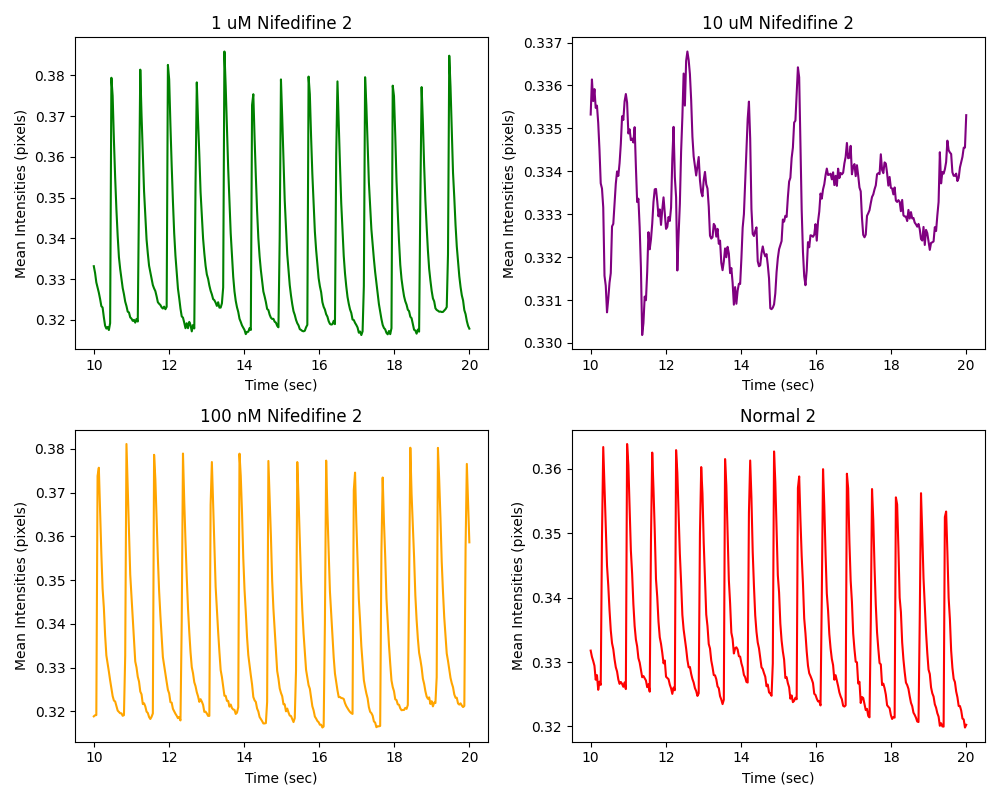 1 uM Nifedifine 2
Mean Intensities (pixels)
0.38
0.37
0.36
0.35
0.34
0.33
0.32
10 12 14 16 18 20
Time (sec)
10 uM Nifedifine 2
Mean Intensities (pixels)
0.337
0.336
0.335
0.334
0.333
0.332
0.331
0.330
10 12 14 16 18 20
Time (sec)
100 nM Nifedifine 2
Mean Intensities (pixels)
0.38
0.37
0.36
0.35
0.34
0.33
0.32
10 12 14 16 18 20
Time (sec)
Normal 2
Mean Intensities (pixels)
0.36
0.35
0.34
0.33
0.32
10 12 14 16 18 20
Time (sec)